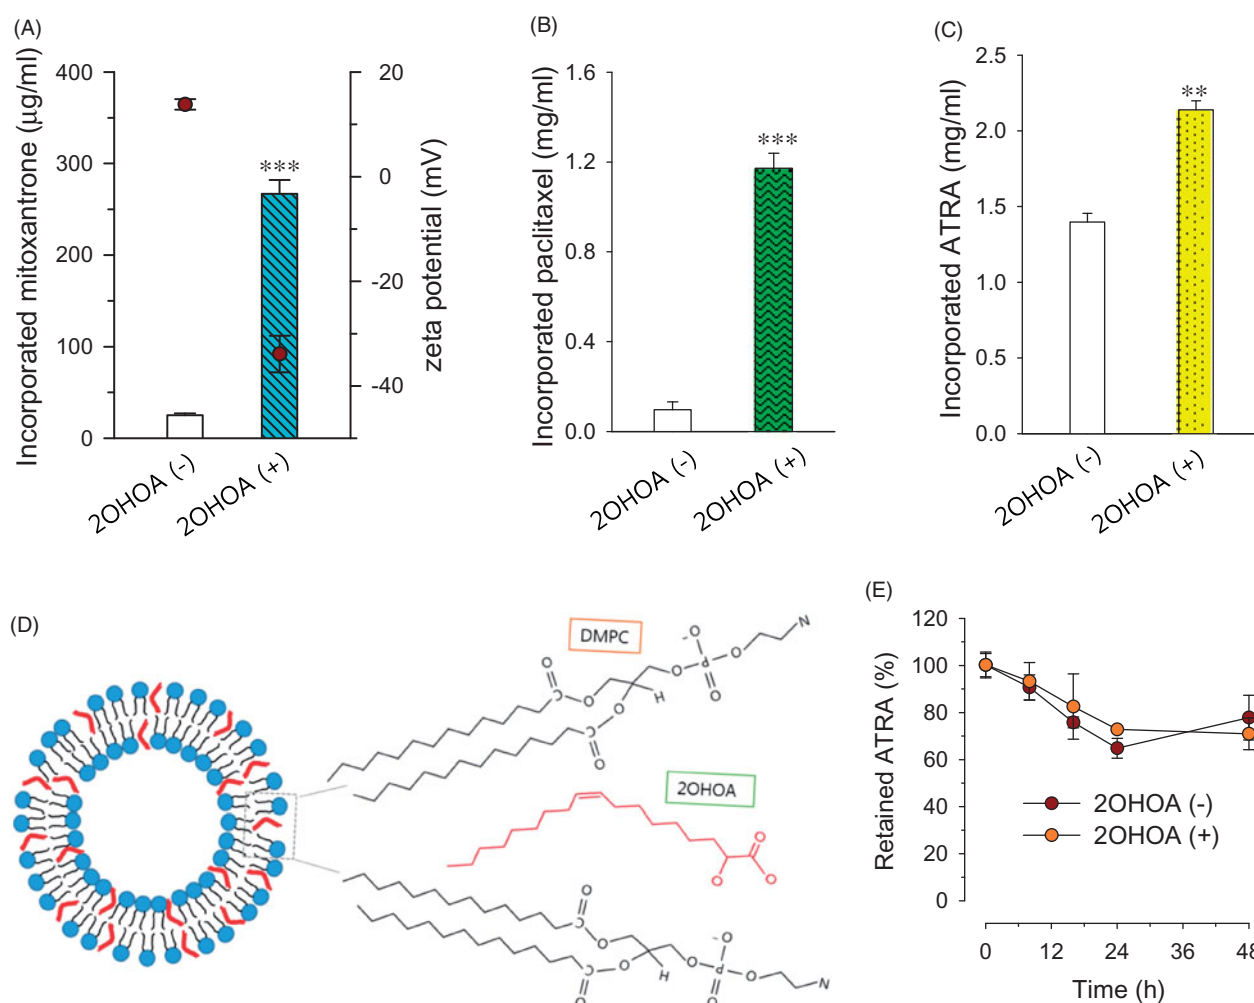 (A)
Incorporated mitoxantrone (µg/ml)
400
300
200
100
0
20
0
-20
-40
zeta potential (mV)
***
2OHOA (-)
2OHOA (+)
(B)
Incorporated paclitaxel (mg/ml)
1.6
1.2
0.8
0.4
0.0
***
2OHOA (-)
2OHOA (+)
(C)
Incorporated ATRA (mg/ml)
2.5
2.0
1.5
1.0
0.5
0.0
**
2OHOA (-)
2OHOA (+)
(D)
DMPC
O
C
O
O
C
O
H
O
P
O-
O
O
N
2OHOA
O
O
O
O
C
O
O
C
O
H
O
P
O-
O
O
N
(E)
Retained ATRA (%)
120
100
80
60
40
20
0
2OHOA (-)
2OHOA (+)
0
12
24
36
48
Time (h)